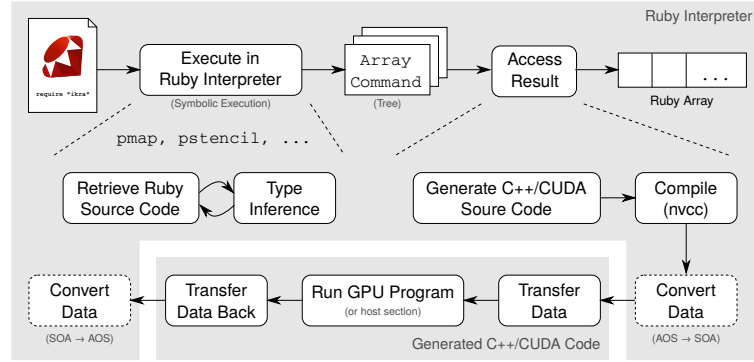 Ruby Interpreter
require "ikra"
Execute in
Ruby Interpreter
(Symbolic Execution)
Array
Command
(Tree)
Access
Result
...
Ruby Array
pmap, pstencil, ...
Retrieve Ruby
Source Code
Type
Inference
Generate C++/CUDA
Soure Code
Compile
(nvcc)
Convert
Data
(SOA → AOS)
Transfer
Data Back
Run GPU Program
(or host section)
Transfer
Data
Convert
Data
(AOS → SOA)
Generated C++/CUDA Code